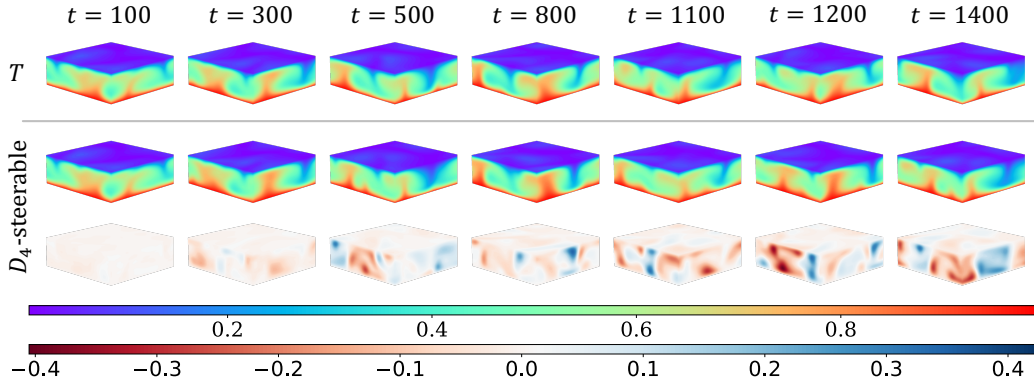 t = 100 t = 300 t = 500 t = 800 t = 1100 t = 1200 t = 1400
T
D₄-steerable
0.2 0.4 0.6 0.8
−0.4 −0.3 −0.2 −0.1 0.0 0.1 0.2 0.3 0.4